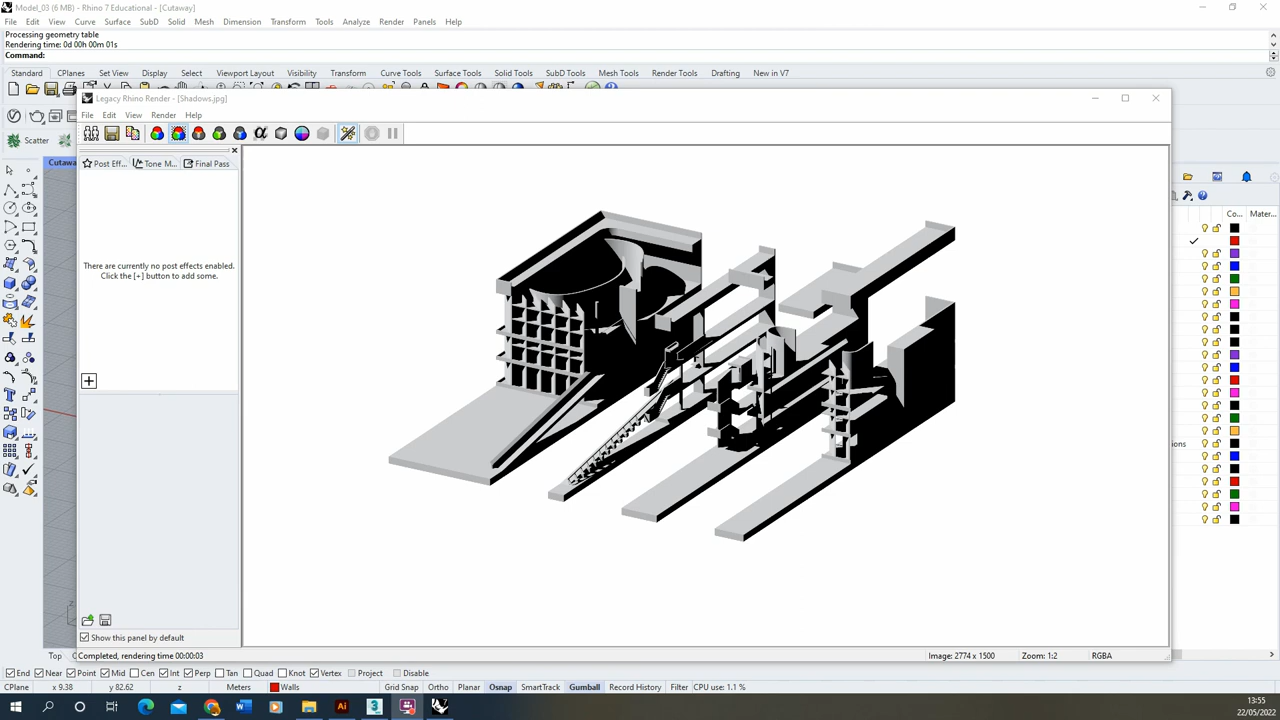 Model_03 (6 MB) - Rhino 7 Educational - [Cutaway]
File Edit View Curve Surface SubD Solid Mesh Dimension Transform Tools Analyze Render Panels Help
Processing geometry table
Rendering time: 0d 00h 00m 01s
Command:
Standard CPlanes Set View Display Select Viewport Layout Visibility Transform Curve Tools Surface Tools Solid Tools SubD Tools Mesh Tools Render Tools Drafting New in V7
Legacy Rhino Render - [Shadows.jpg]
File Edit View Render Help
Scatter
Cutaw
Post Eff... Tone M... Final Pass
Co... Mater...
There are currently no post effects enabled.
Click the [+] button to add some.
ions
Show this panel by default
Completed, rendering time 00:00:03 Image: 2774 x 1500 Zoom: 1:2 RGBA
Top
End Near Point Mid Cen Int Perp Tan Quad Knot Vertex Project Disable
CPlane x 9.38 y 82.62 z Meters Walls Grid Snap Ortho Planar Osnap SmartTrack Gumball Record History Filter CPU use: 1.1 %
13:55
22/05/2022